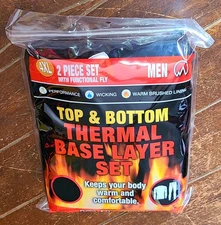 4XL
2 PIECE SET
WITH FUNCTIONAL FLY
MEN
PERFORMANCE
WICKING
WARM BRUSHED LINING
TOP & BOTTOM
THERMAL
BASE LAYER
SET
Keeps your body
warm and
comfortable.